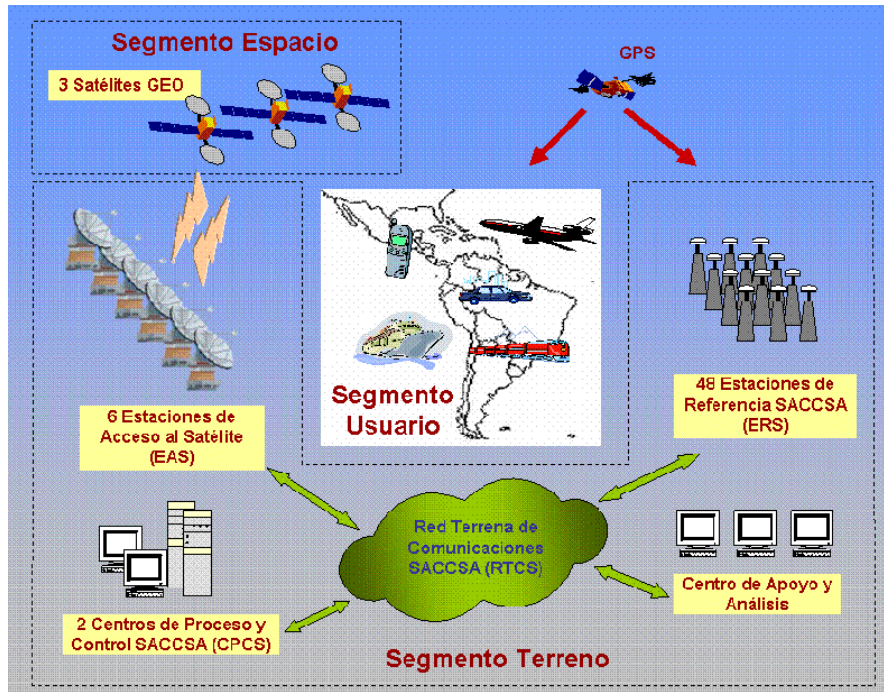 Segmento Espacio
3 Satélites GEO
GPS
Segmento
Usuario
6 Estaciones de
Acceso al Satélite
(EAS)
48 Estaciones de
Referencia SACCSA
(ERS)
Red Terrena de
Comunicaciones
SACCSA (RTCS)
2 Centros de Proceso y
Control SACCSA (CPCS)
Centro de Apoyo y
Análisis
Segmento Terreno